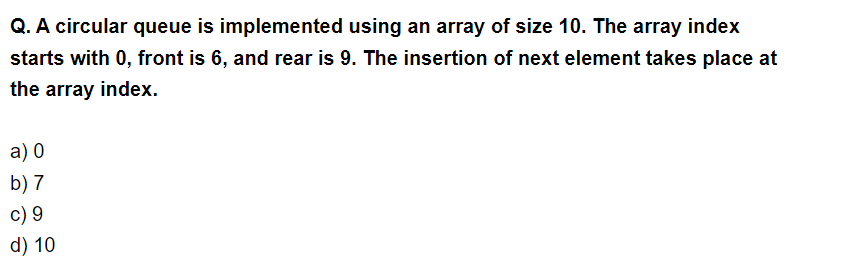 Q. A circular queue is implemented using an array of size 10. The array index
starts with 0, front is 6, and rear is 9. The insertion of next element takes place at
the array index.
a) 0
b) 7
c) 9
d) 10